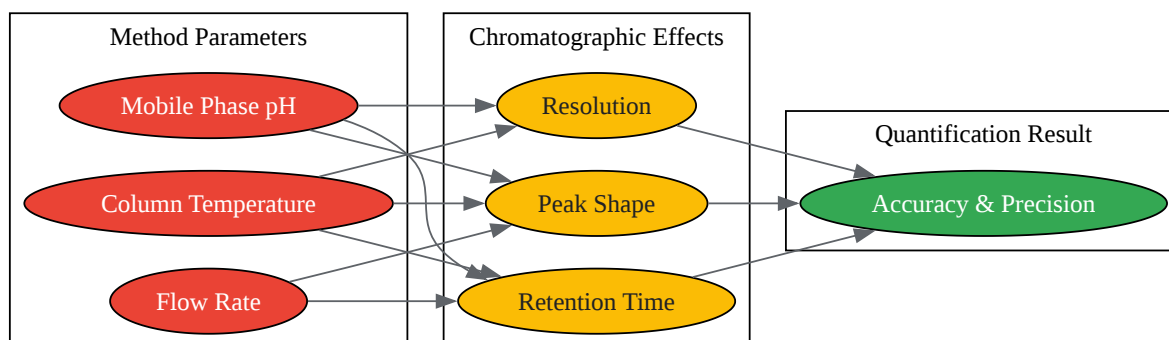 Method Parameters
Mobile Phase pH
Column Temperature
Flow Rate
Chromatographic Effects
Resolution
Peak Shape
Retention Time
Quantification Result
Accuracy & Precision